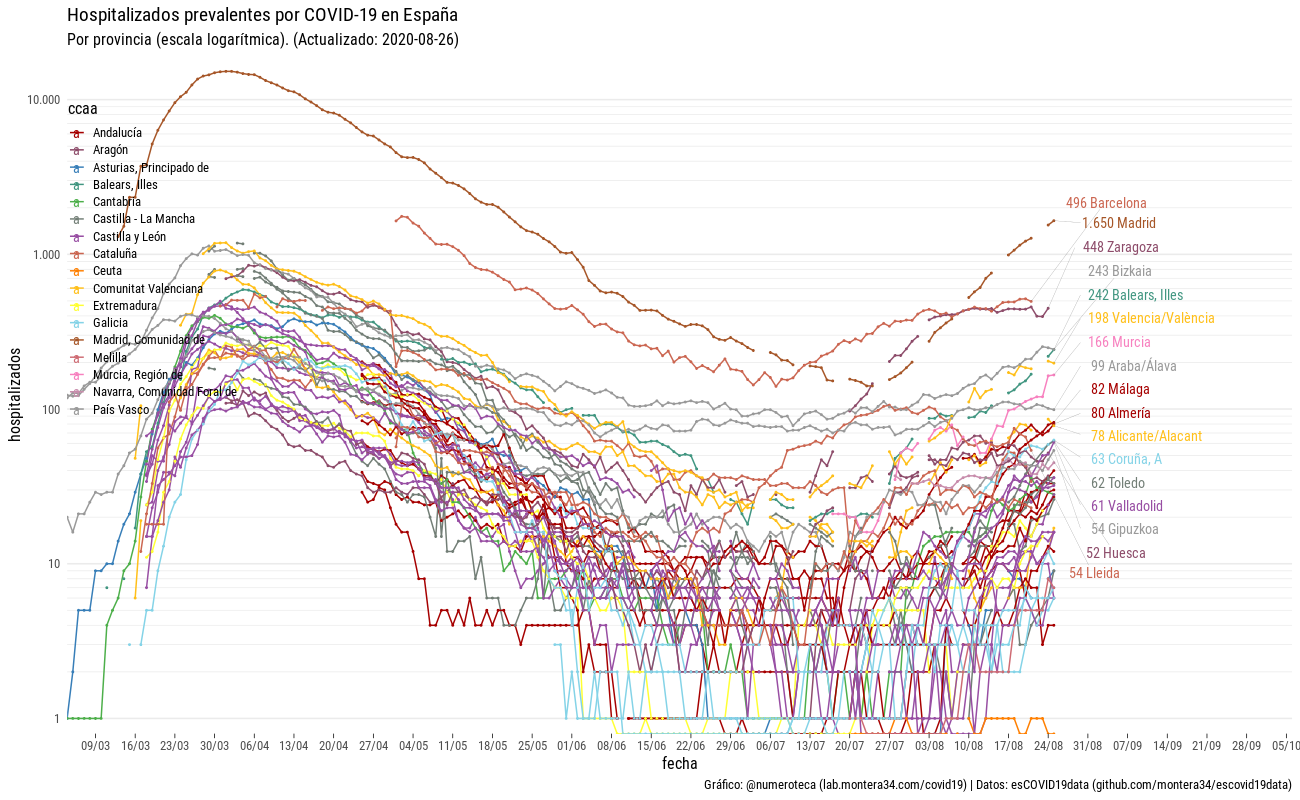 Hospitalizados prevalentes por COVID-19 en España
Por provincia (escala logarítmica). (Actualizado: 2020-08-26)
hospitalizados
10.000
1.000
100
10
1
ccaa
Andalucía
Aragón
Asturias, Principado de
Balears, Illes
Cantabria
Castilla - La Mancha
Castilla y León
Cataluña
Ceuta
Comunitat Valenciana
Extremadura
Galicia
Madrid, Comunidad de
Melilla
Murcia, Región de
Navarra, Comunidad Foral de
País Vasco
496 Barcelona
1.650 Madrid
448 Zaragoza
243 Bizkaia
242 Balears, Illes
198 Valencia/València
166 Murcia
99 Araba/Álava
82 Málaga
80 Almería
78 Alicante/Alacant
63 Coruña, A
62 Toledo
61 Valladolid
54 Gipuzkoa
52 Huesca
54 Lleida
09/03 16/03 23/03 30/03 06/04 13/04 20/04 27/04 04/05 11/05 18/05 25/05 01/06 08/06 15/06 22/06 29/06 06/07 13/07 20/07 27/07 03/08 10/08 17/08 24/08 31/08 07/09 14/09 21/09 28/09 05/10
fecha
Gráfico: @numeroteca (lab.montera34.com/covid19) | Datos: esCOVID19data (github.com/montera34/escovid19data)